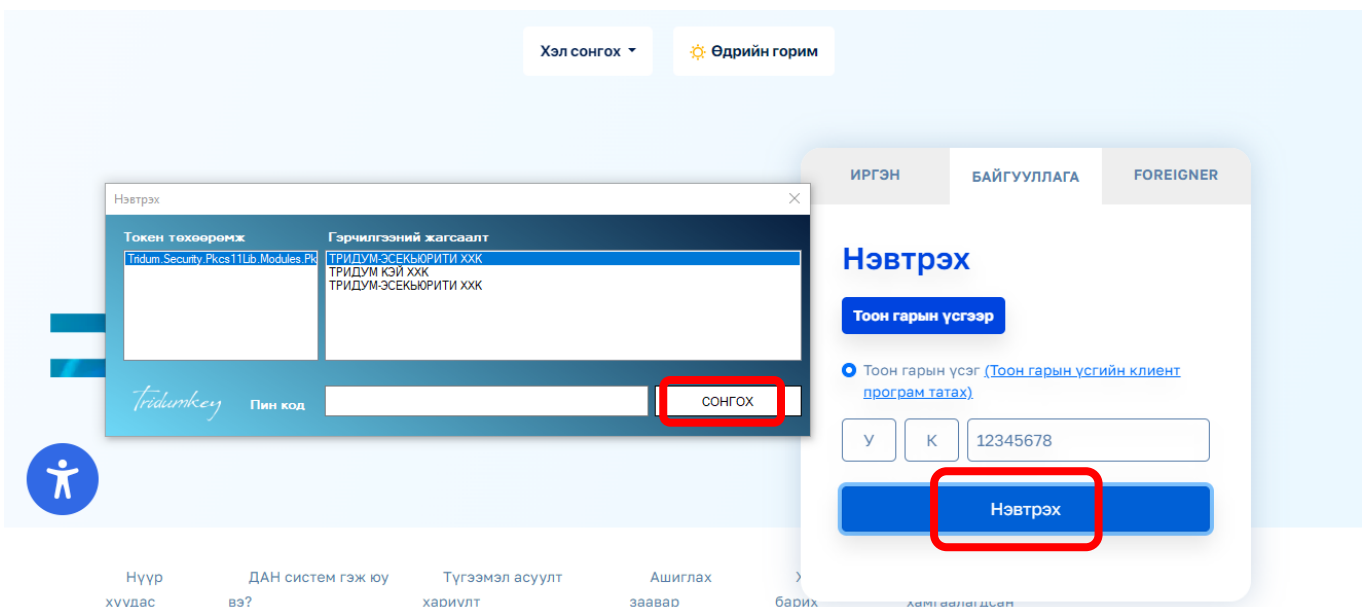 Хэл сонгох
Өдрийн горим
ИРГЭН
БАЙГУУЛЛАГА
FOREIGNER
Нэвтрэх
Токен төхөөрөмж
Гэрчилгээний жагсаалт
Tridum.Security.Pkcs11Lib.Modules.Pk
ТРИДУМ-ЭСЕКЬЮРИТИ ХХК
ТРИДУМ КЭЙ ХХК
ТРИДУМ-ЭСЕКЬЮРИТИ ХХК
Tridumkey
Пин код
СОНГОХ
Нэвтрэх
Тоон гарын үсгээр
Тоон гарын үсэг (Тоон гарын үсгийн клиент
програм татах)
У
К
12345678
Нэвтрэх
Нүүр
хуудас
ДАН систем гэж юу
вэ?
Түгээмэл асуулт
хариулт
Ашиглах
заавар
барих
хамгаалагдсан